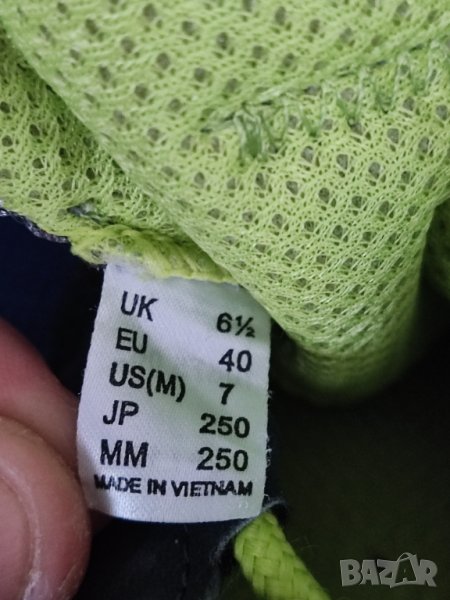 UK 6½
EU 40
US(M) 7
JP 250
MM 250
MADE IN VIETNAM
BAZAR